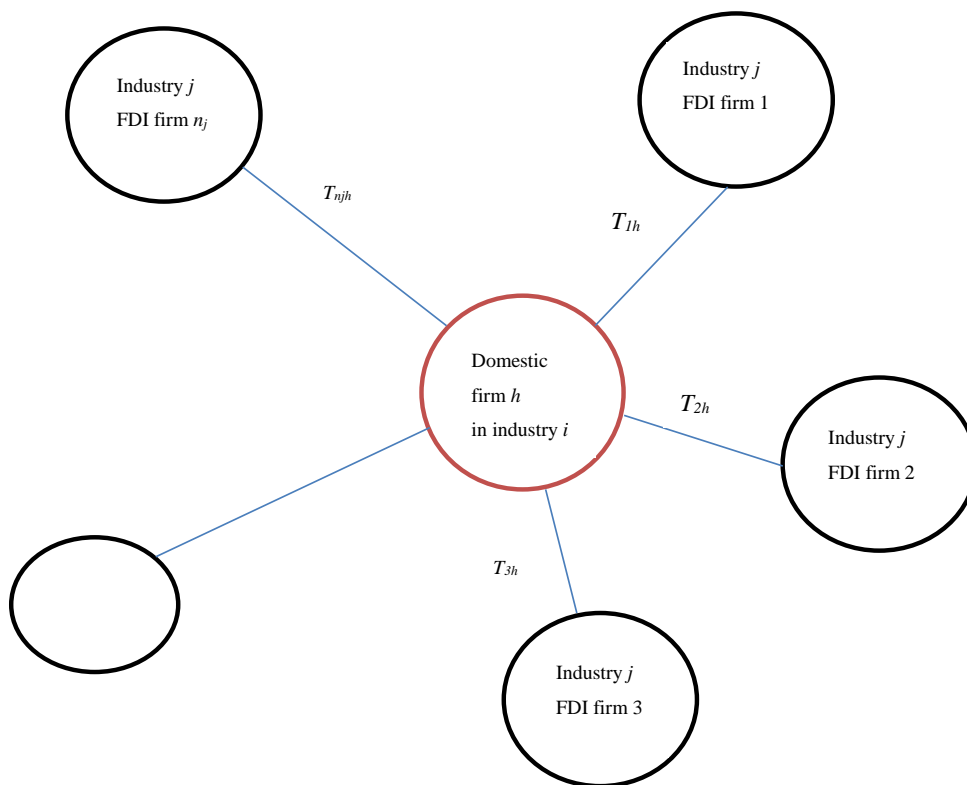 Industry j
FDI firm nj
Industry j
FDI firm 1
Tnjh
T1h
Domestic
firm h
in industry i
T2h
Industry j
FDI firm 2
T3h
Industry j
FDI firm 3